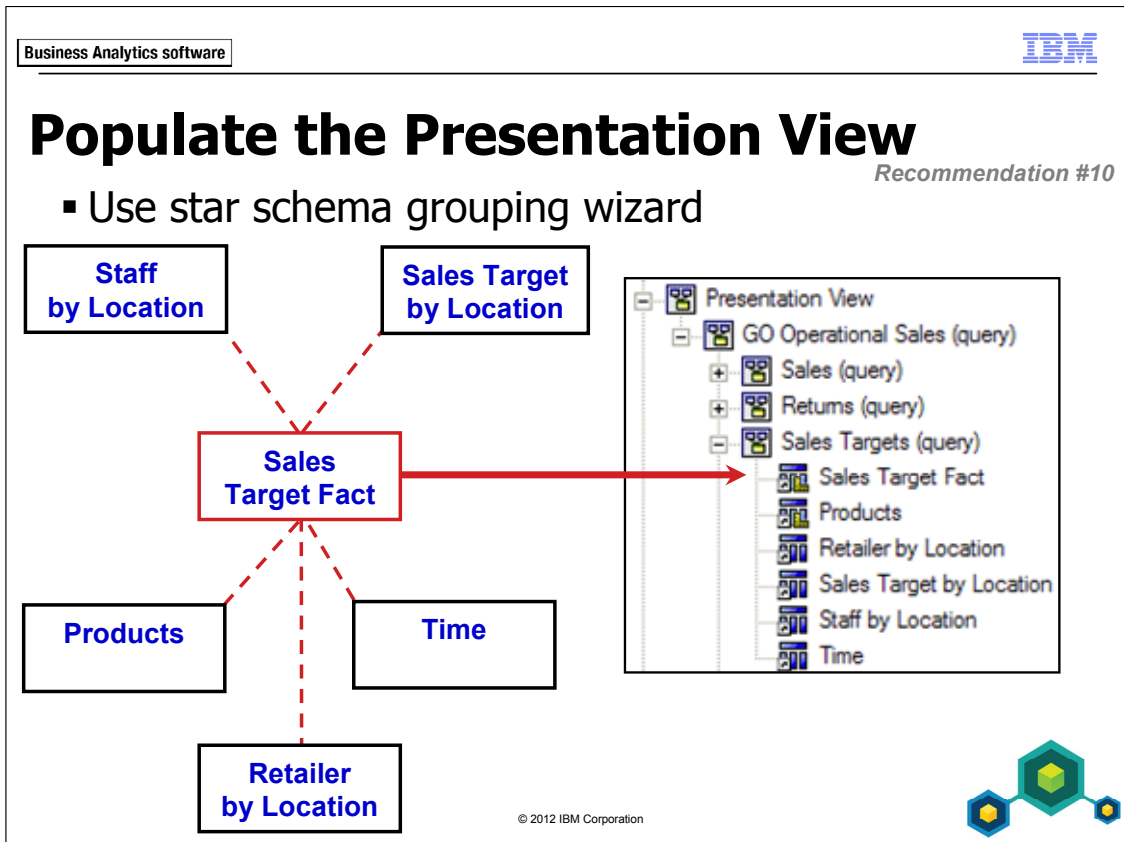 Business Analytics software
IBM
Populate the Presentation View
Recommendation #10
▪ Use star schema grouping wizard
Staff
by Location
Sales Target
by Location
Sales
Target Fact
Products
Time
Retailer
by Location
Presentation View
GO Operational Sales (query)
Sales (query)
Returns (query)
Sales Targets (query)
Sales Target Fact
Products
Retailer by Location
Sales Target by Location
Staff by Location
Time
© 2012 IBM Corporation